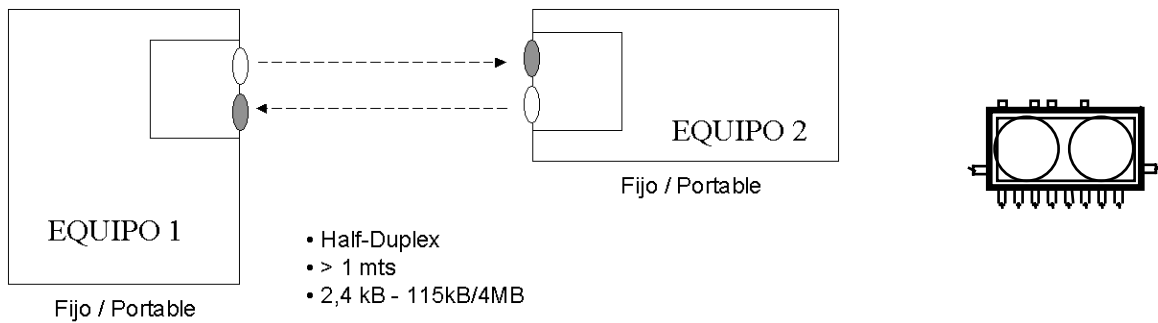 EQUIPO 1
Fijo / Portable
EQUIPO 2
Fijo / Portable
• Half-Duplex
• > 1 mts
• 2,4 kB - 115kB/4MB